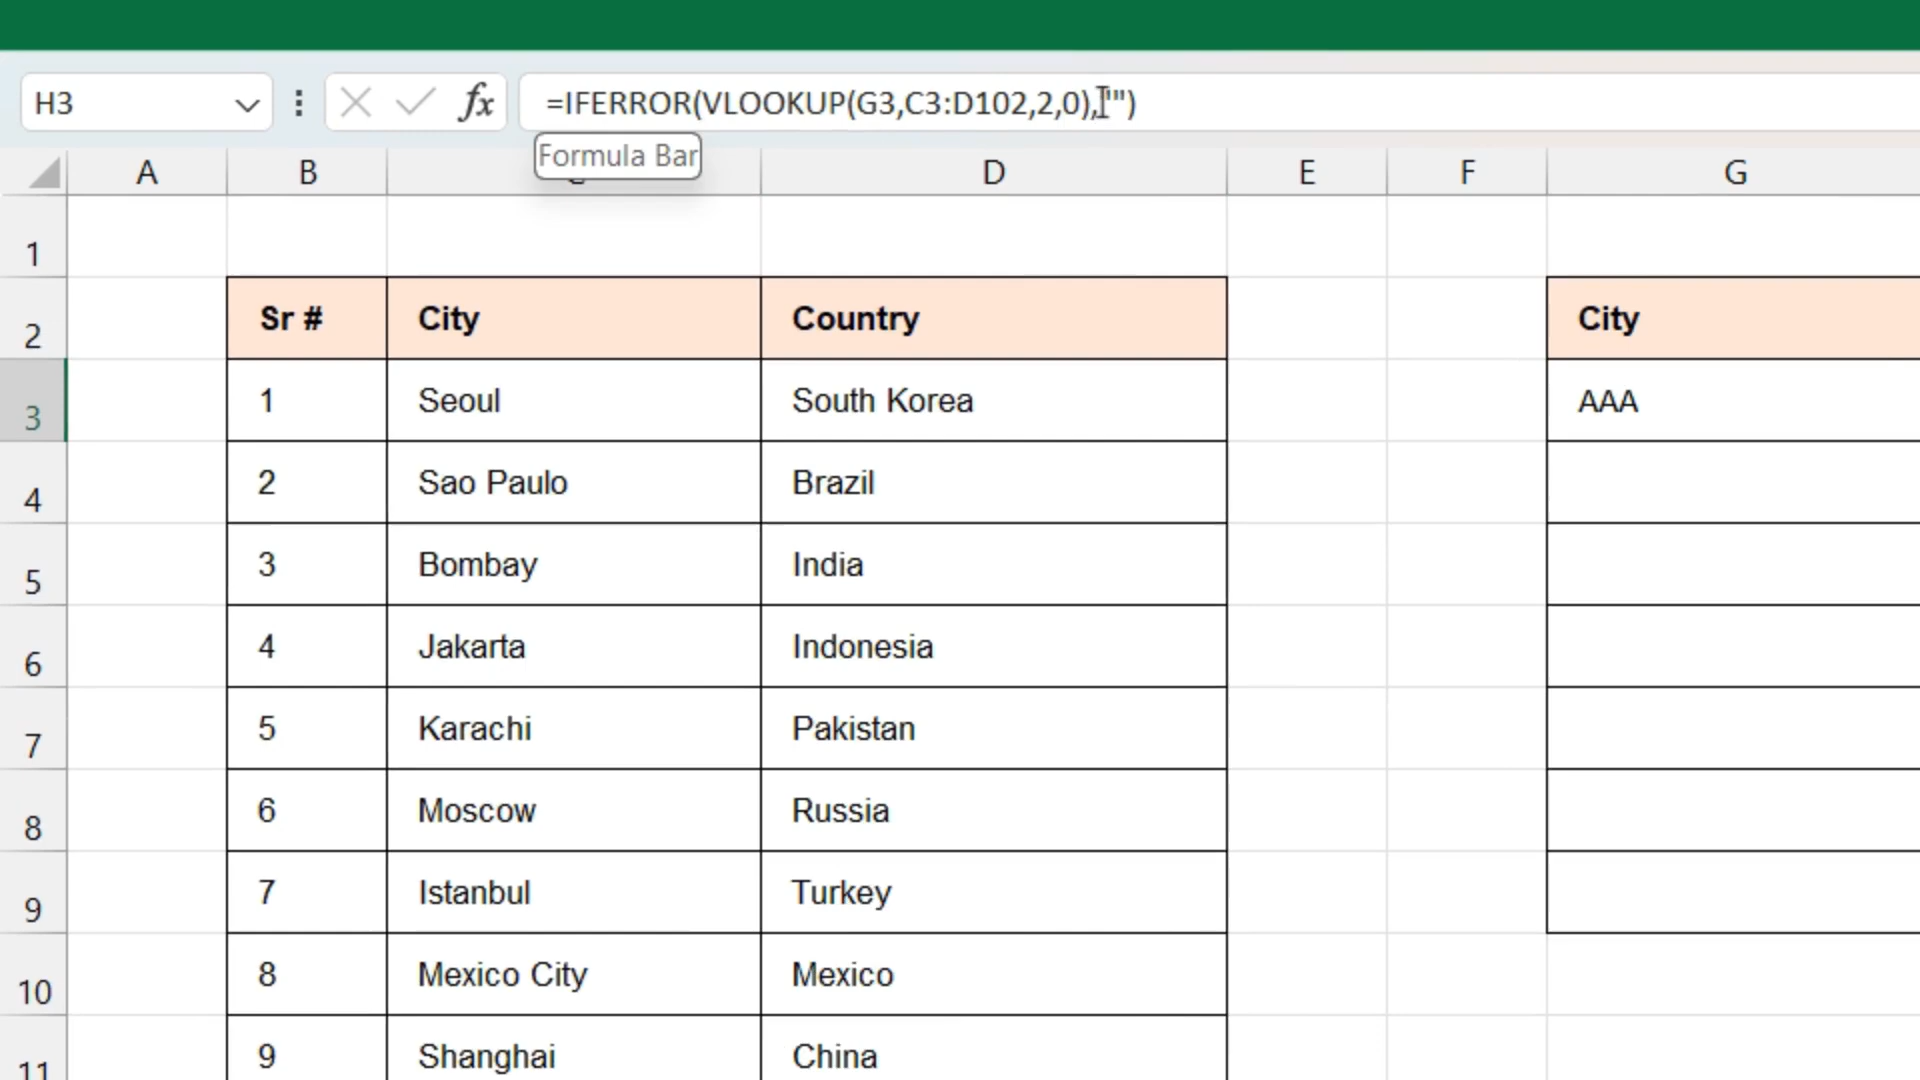 H3 fx =IFERROR(VLOOKUP(G3,C3:D102,2,0),"")
Formula Bar
A B D E F G
1
2 Sr # City Country City
3 1 Seoul South Korea AAA
4 2 Sao Paulo Brazil
5 3 Bombay India
6 4 Jakarta Indonesia
7 5 Karachi Pakistan
8 6 Moscow Russia
9 7 Istanbul Turkey
10 8 Mexico City Mexico
11 9 Shanghai China